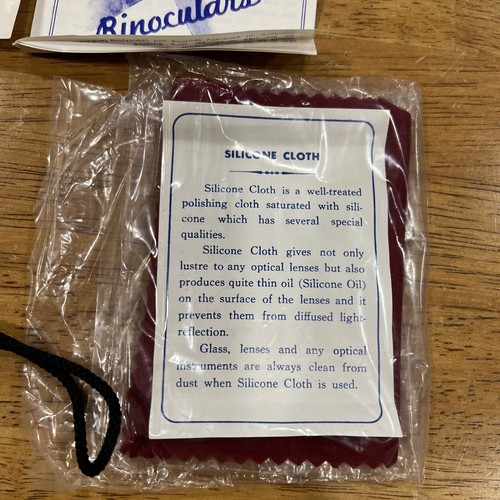 Binoculars
SILICONE CLOTH
Silicone Cloth is a well-treated
polishing cloth saturated with sili-
cone which has several special
qualities.
Silicone Cloth gives not only
lustre to any optical lenses but also
produces quite thin oil (Silicone Oil)
on the surface of the lenses and it
prevents them from diffused light-
reflection.
Glass, lenses and any optical
instruments are always clean from
dust when Silicone Cloth is used.